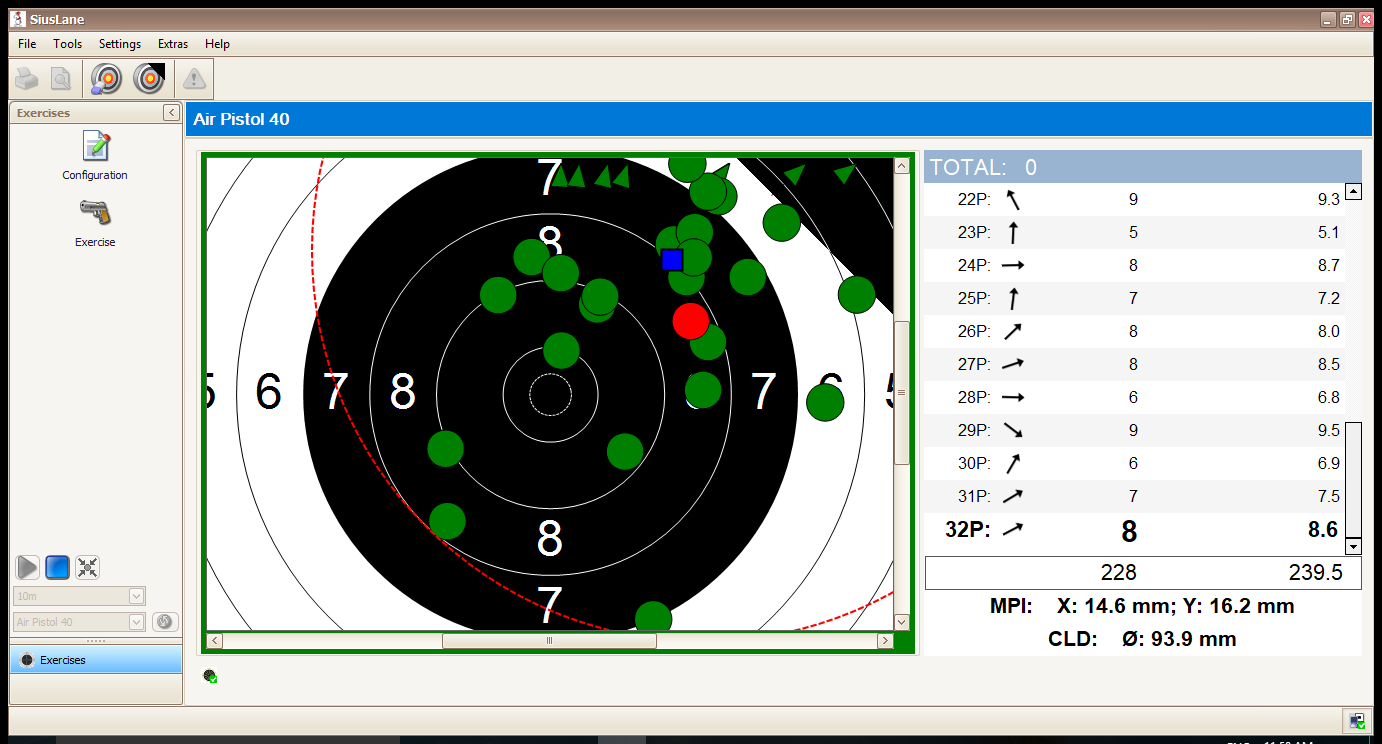 SiusLane
File Tools Settings Extras Help
Exercises
Configuration
Exercise
10m
Air Pistol 40
Exercises
Air Pistol 40
7
8
5 6 7 8 7 6 5
8
7
TOTAL: 0
22P: 9 9.3
23P: 5 5.1
24P: 8 8.7
25P: 7 7.2
26P: 8 8.0
27P: 8 8.5
28P: 6 6.8
29P: 9 9.5
30P: 6 6.9
31P: 7 7.5
32P: 8 8.6
228 239.5
MPI: X: 14.6 mm; Y: 16.2 mm
CLD: Ø: 93.9 mm